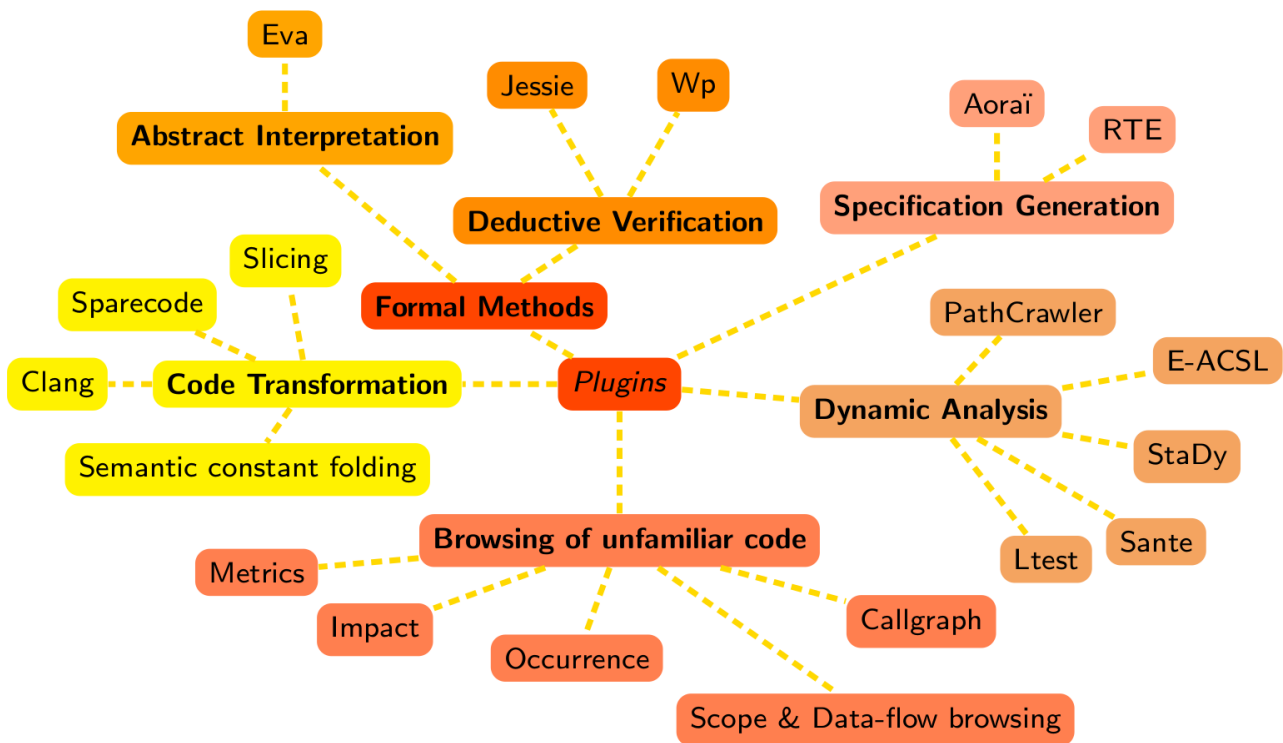 Eva
Jessie
Wp
Aoraï
RTE
Abstract Interpretation
Deductive Verification
Specification Generation
Slicing
Sparecode
Formal Methods
PathCrawler
Clang
Code Transformation
Plugins
Dynamic Analysis
E-ACSL
Semantic constant folding
StaDy
Browsing of unfamiliar code
Sante
Ltest
Metrics
Impact
Occurrence
Callgraph
Scope & Data-flow browsing